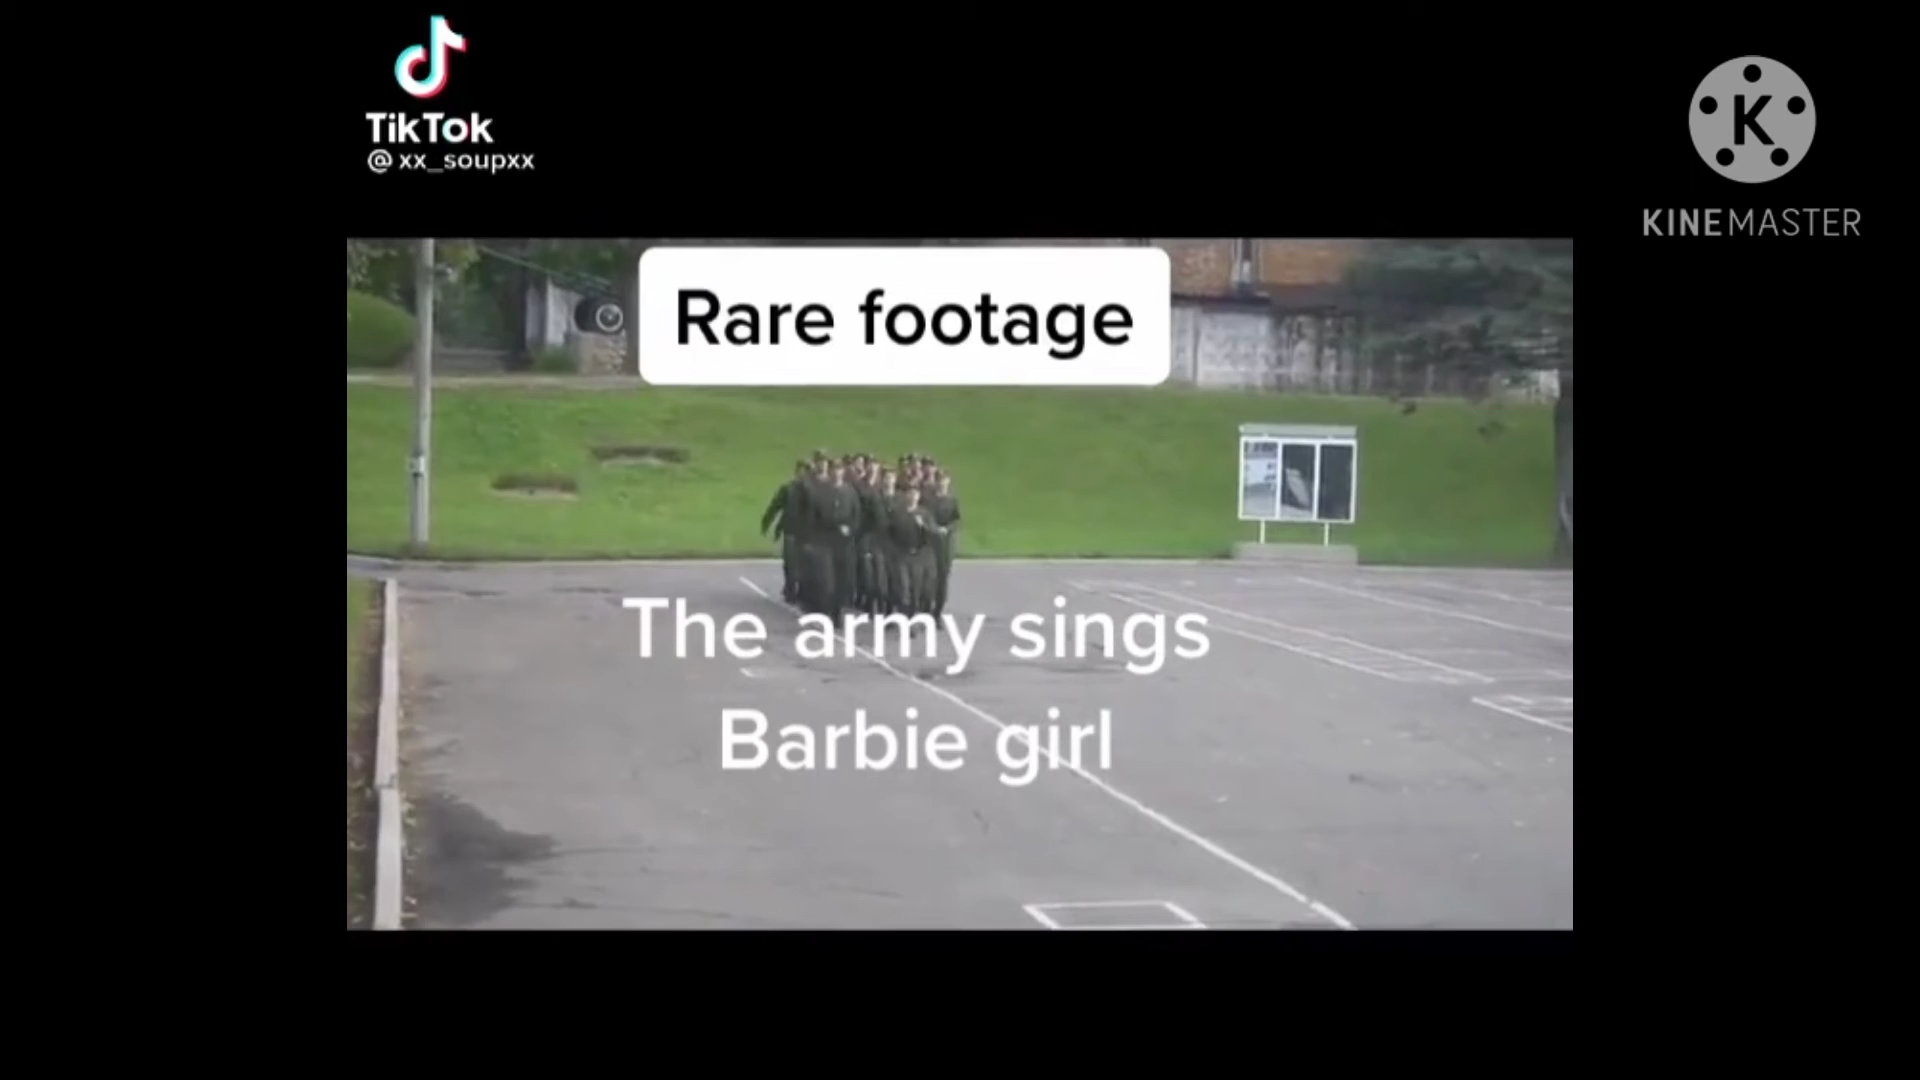 TikTok
@xx_soupxx
K
KINEMASTER
Rare footage
The army sings
Barbie girl